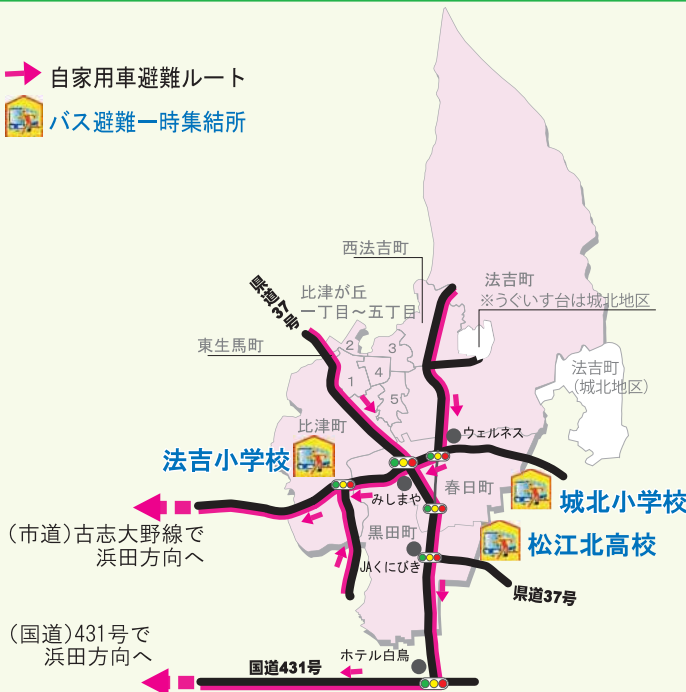 自家用車避難ルート
バス避難一時集結所
西法吉町
法吉町
※うぐいす台は城北地区
県道37号
比津が丘
一丁目～五丁目
東生馬町
2
3
4
1
5
法吉町
(城北地区)
比津町
ウェルネス
法吉小学校
みしまや
春日町
城北小学校
(市道)古志大野線で
浜田方向へ
黒田町
松江北高校
JAくにびき
県道37号
(国道)431号で
浜田方向へ
ホテル白鳥
国道431号